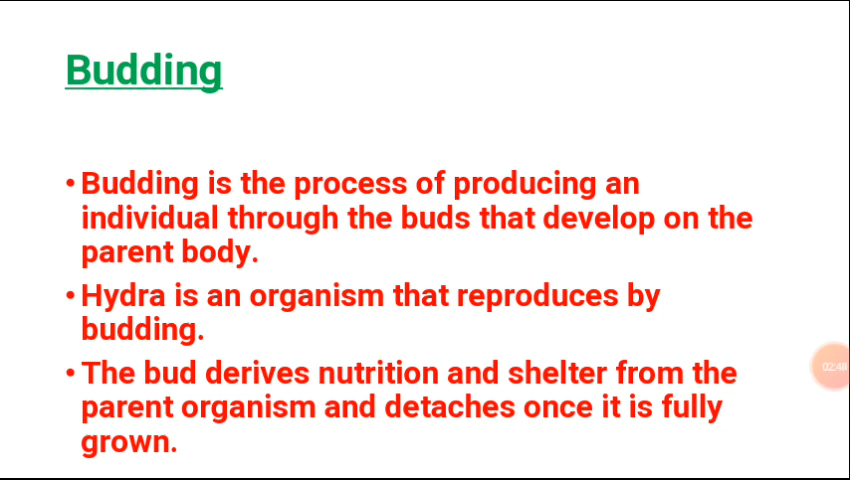 Budding
• Budding is the process of producing an
individual through the buds that develop on the
parent body.
• Hydra is an organism that reproduces by
budding.
• The bud derives nutrition and shelter from the
parent organism and detaches once it is fully
grown.
02:48